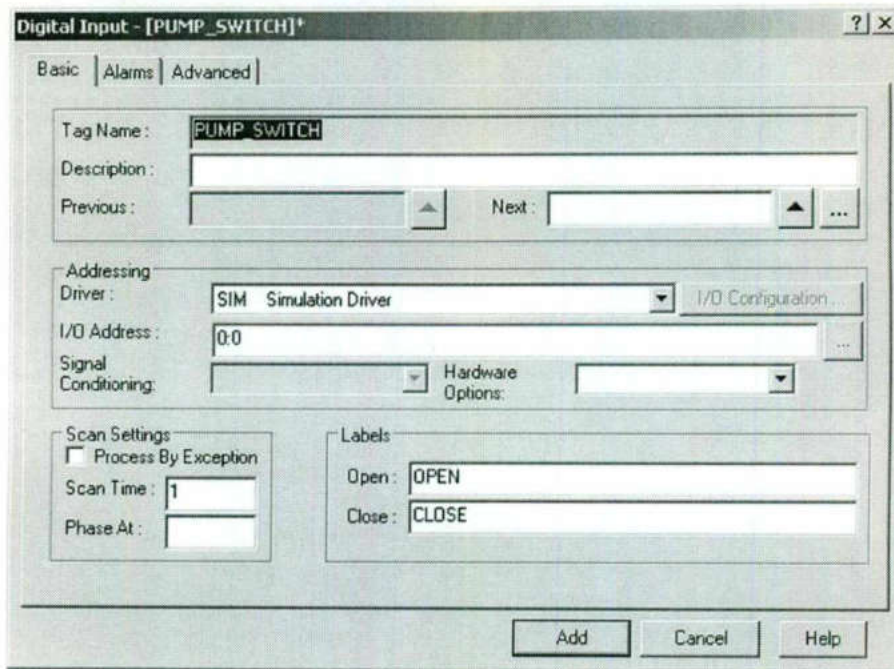 Digital Input - [PUMP_SWITCH]*
? ×
Basic Alarms Advanced
Tag Name : PUMP_SWITCH
Description :
Previous : Next : ...
Addressing
Driver : SIM Simulation Driver I/O Configuration...
I/O Address : 0:0 ...
Signal Conditioning: Hardware Options:
Scan Settings
Process By Exception
Scan Time : 1
Phase At :
Labels
Open : OPEN
Close : CLOSE
Add Cancel Help